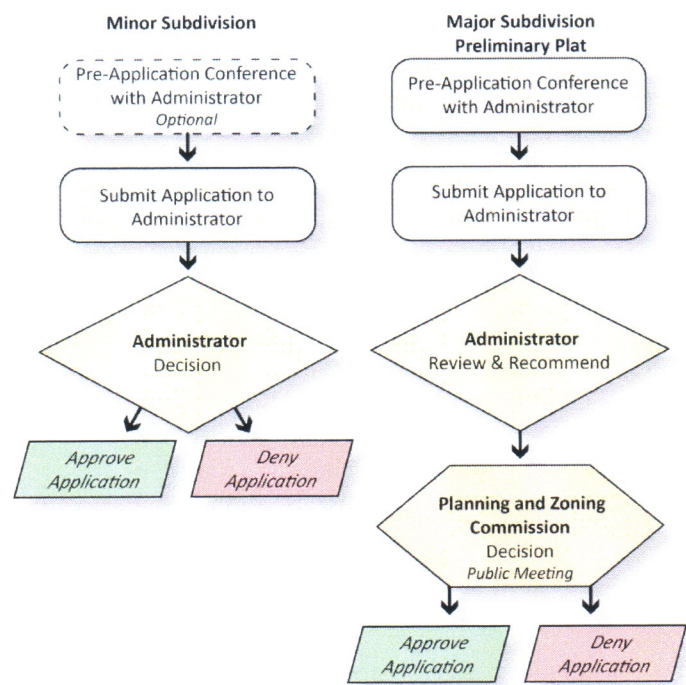 Minor Subdivision
Pre-Application Conference
with Administrator
Optional
Submit Application to
Administrator
Administrator
Decision
Approve
Application
Deny
Application
Major Subdivision
Preliminary Plat
Pre-Application Conference
with Administrator
Submit Application to
Administrator
Administrator
Review & Recommend
Planning and Zoning
Commission
Decision
Public Meeting
Approve
Application
Deny
Application